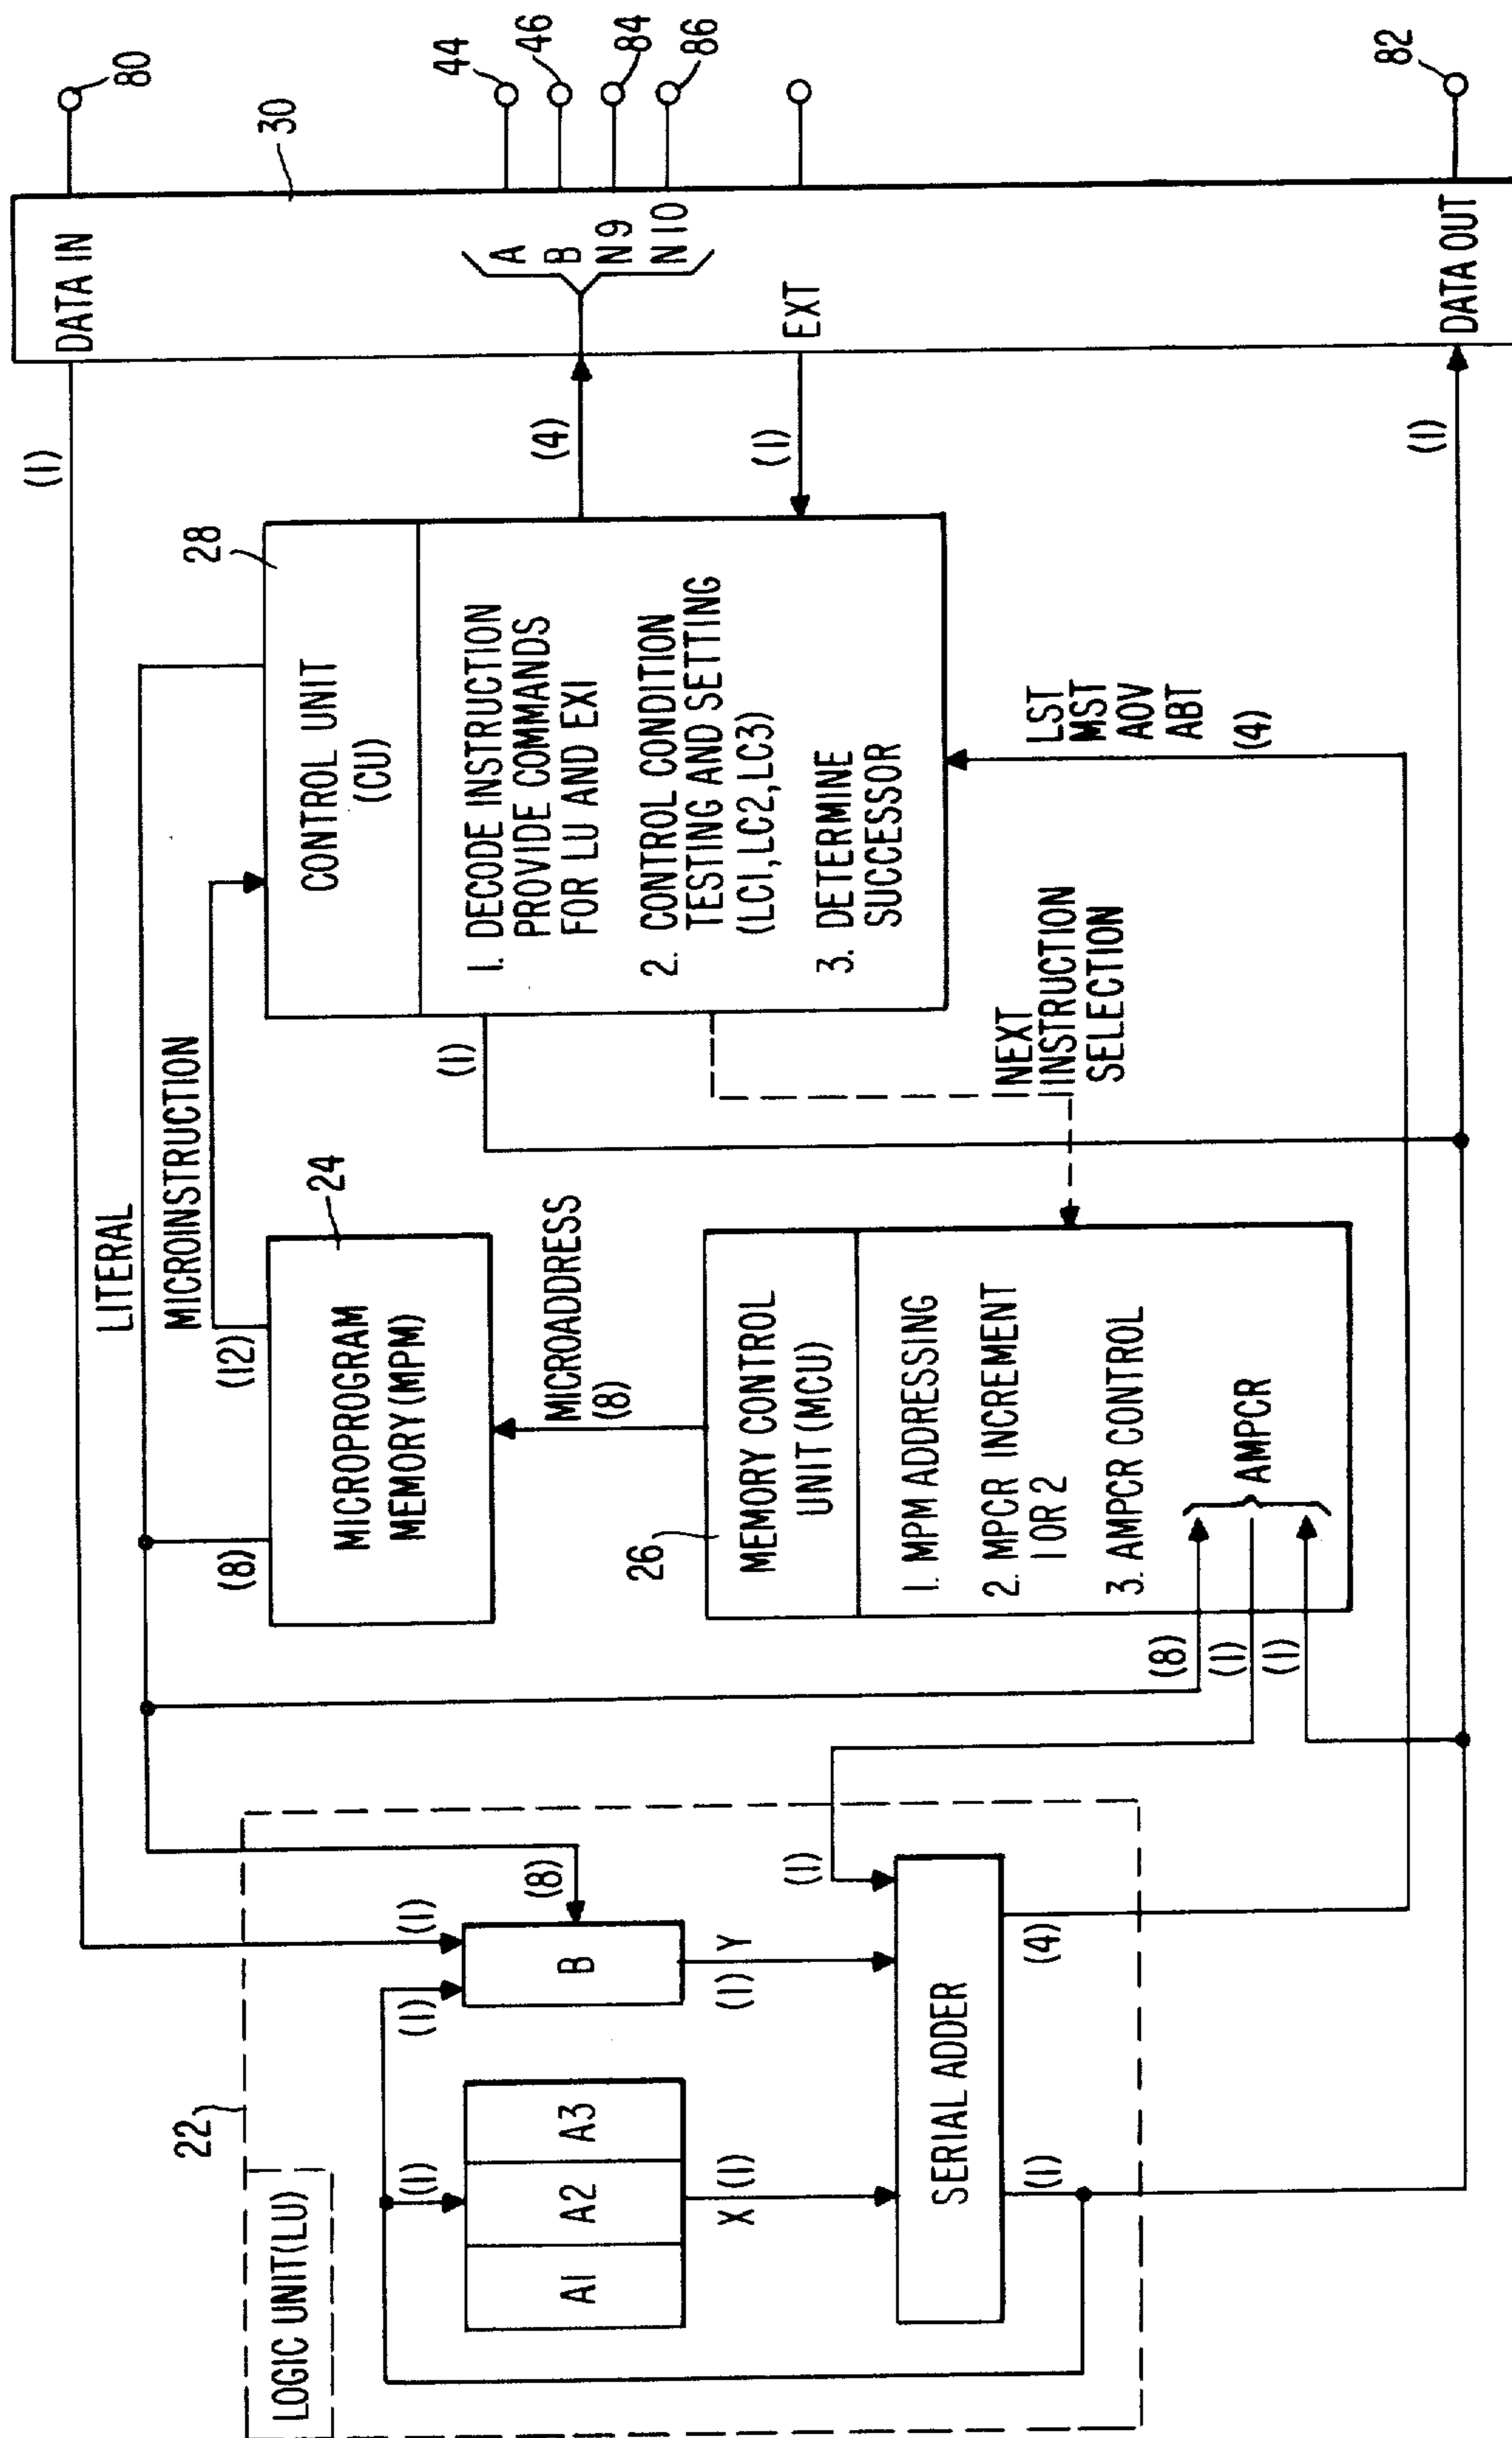 LOGIC UNIT(LU)
22
A1
A2
A3
B
(1)
(1)
(1)
(8)
X (1)
(1) Y
(1)
SERIAL ADDER
(1)
(4)
LITERAL
MICROINSTRUCTION
(8)
(12)
24
MICROPROGRAM
MEMORY(MPM)
MICROADDRESS
(8)
26
MEMORY CONTROL
UNIT (MCU)
1. MPM ADDRESSING
2. MPCR INCREMENT
1 OR 2
3. AMPCR CONTROL
AMPCR
(8)
(1)
(1)
NEXT
INSTRUCTION
SELECTION
(1)
28
CONTROL UNIT
(CU)
1. DECODE INSTRUCTION
PROVIDE COMMANDS
FOR LU AND EXI
2. CONTROL CONDITION
TESTING AND SETTING
(LC1,LC2,LC3)
3. DETERMINE
SUCCESSOR
LST
MST
AOV
ABT
(4)
(1)
(4)
(1)
(1)
30
DATA IN
A
B
N9
N10
EXT
DATA OUT
80
44
46
84
86
82